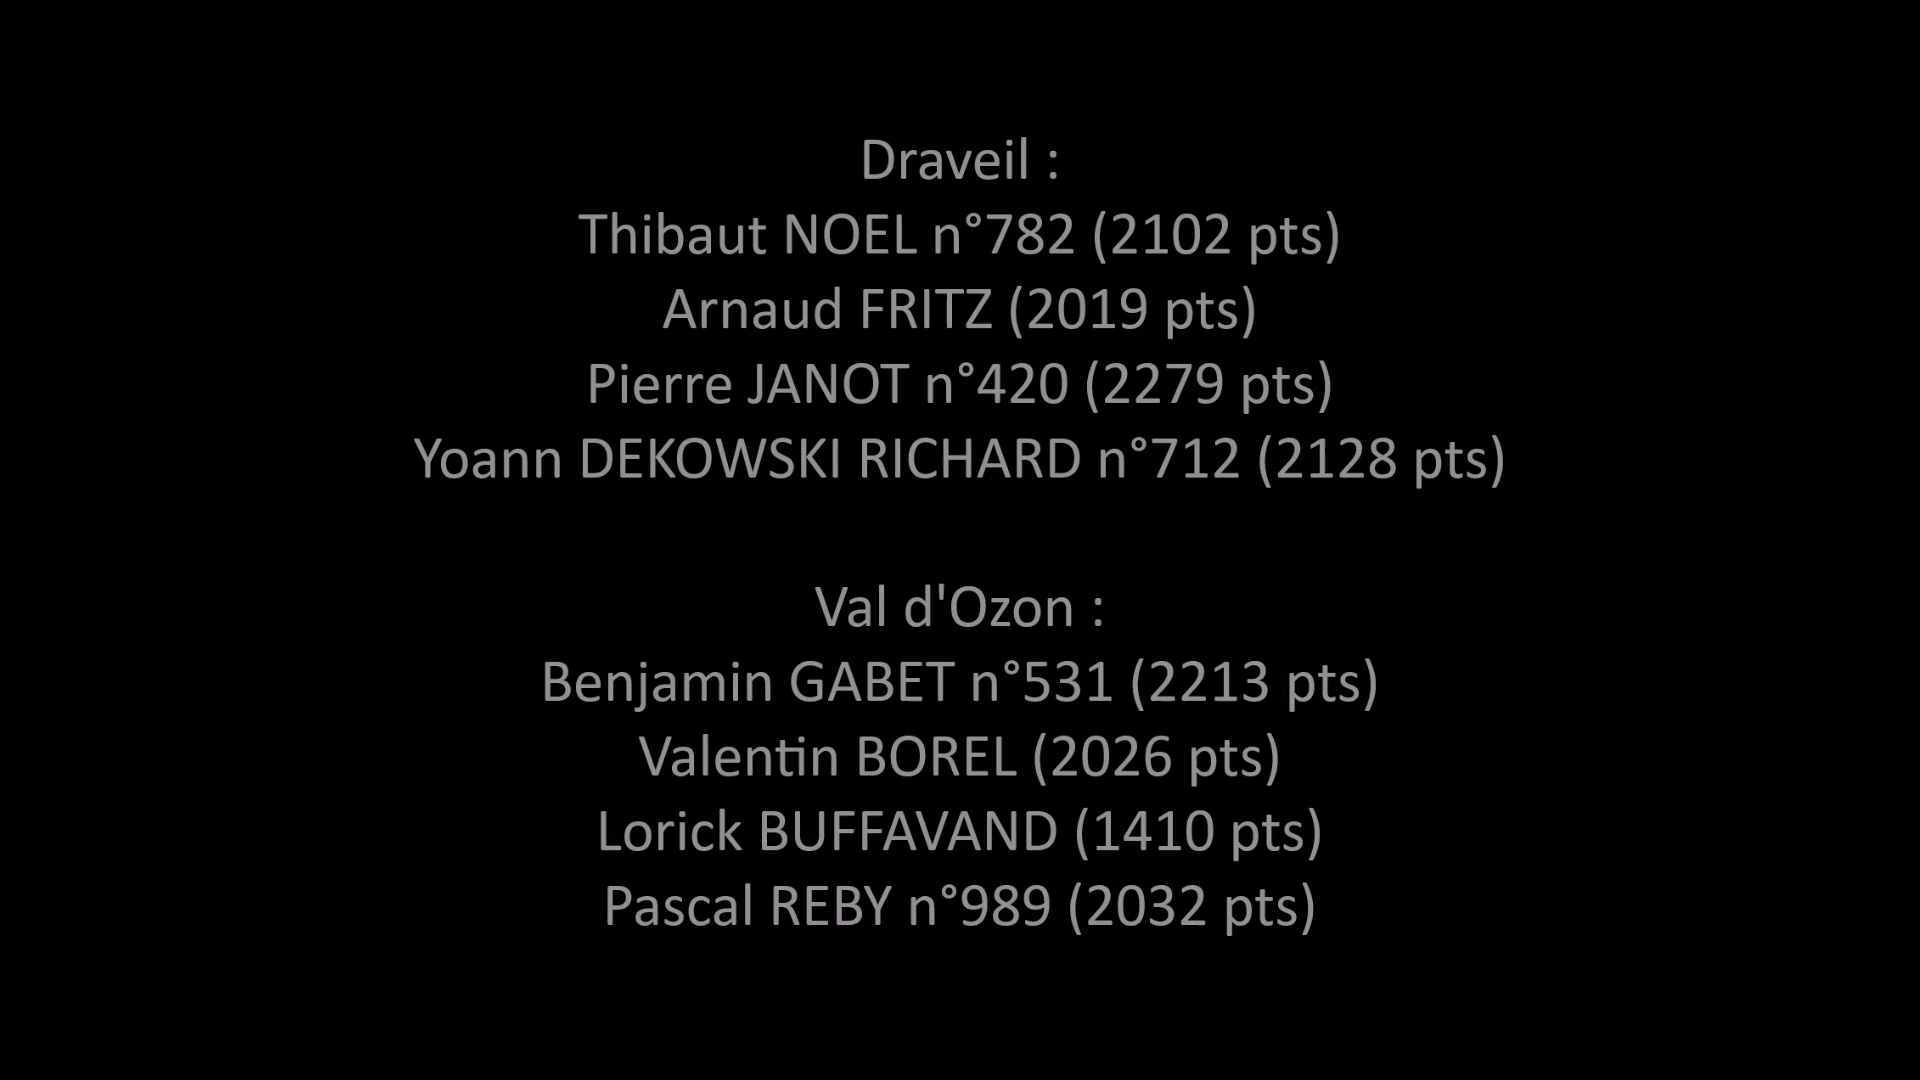 Draveil :
Thibaut NOEL n°782 (2102 pts)
Arnaud FRITZ (2019 pts)
Pierre JANOT n°420 (2279 pts)
Yoann DEKOWSKI RICHARD n°712 (2128 pts)
Val d'Ozon :
Benjamin GABET n°531 (2213 pts)
Valentin BOREL (2026 pts)
Lorick BUFFAVAND (1410 pts)
Pascal REBY n°989 (2032 pts)